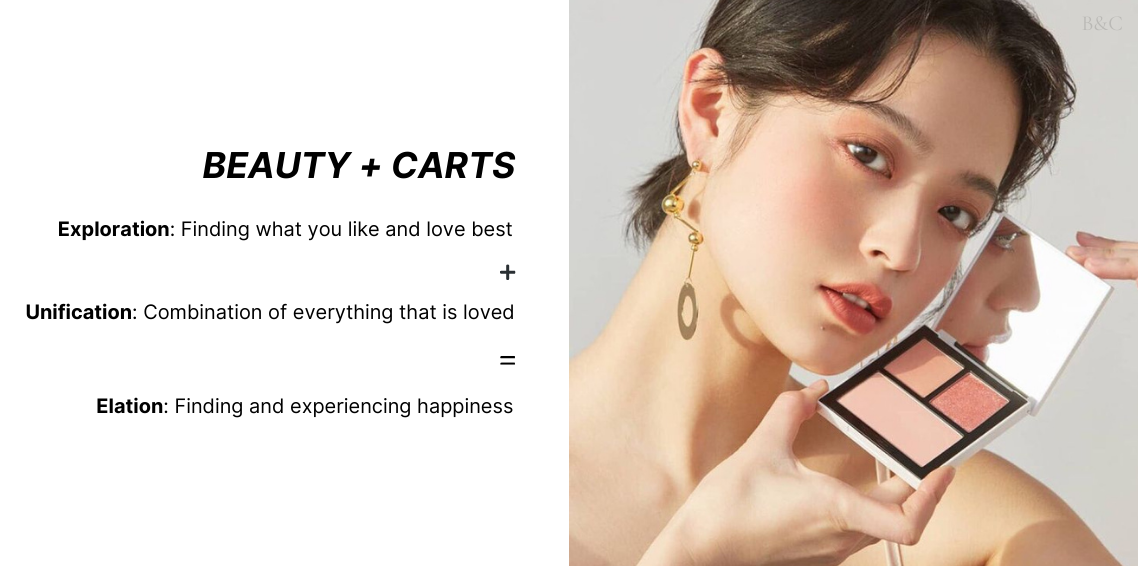 BEAUTY + CARTS
Exploration: Finding what you like and love best
+
Unification: Combination of everything that is loved
=
Elation: Finding and experiencing happiness
B&C